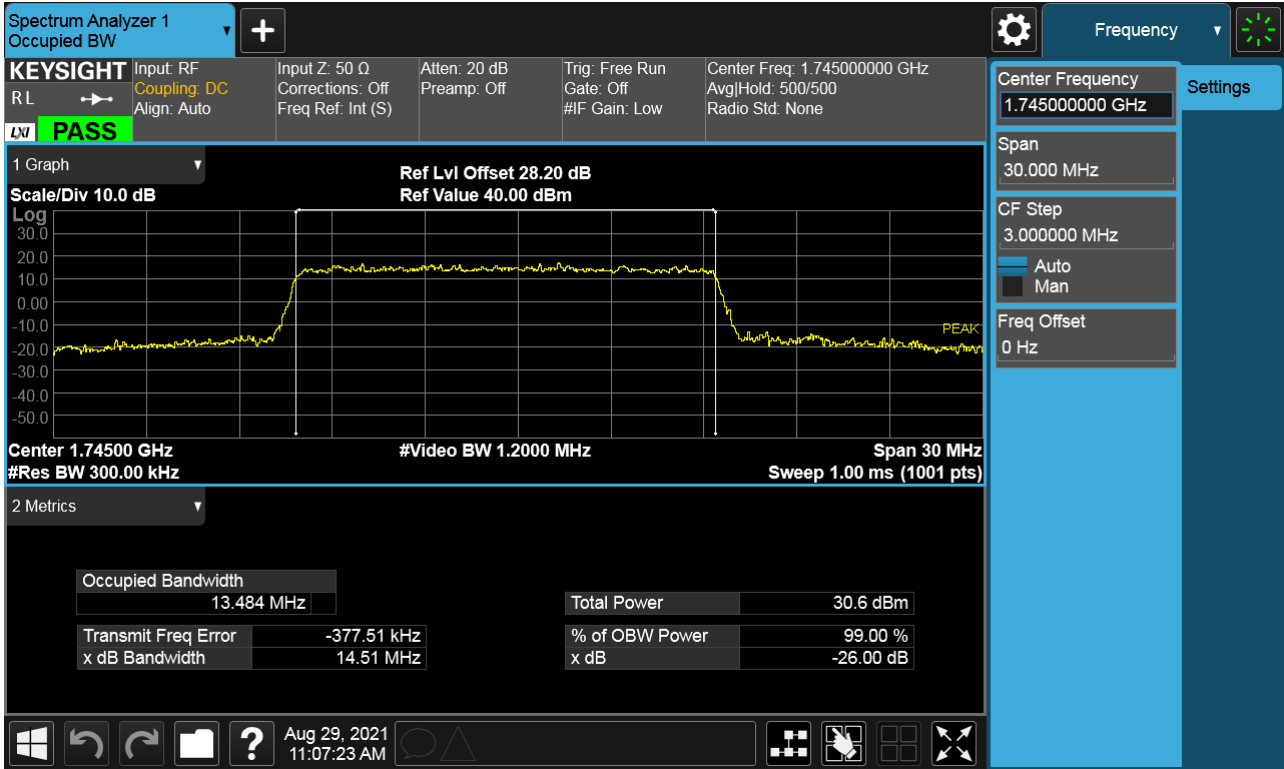 Spectrum Analyzer 1
Occupied BW
+
Frequency
KEYSIGHT
R L
LXI
PASS
Input: RF
Coupling: DC
Align: Auto
Input Z: 50 Ω
Corrections: Off
Freq Ref: Int (S)
Atten: 20 dB
Preamp: Off
Trig: Free Run
Gate: Off
#IF Gain: Low
Center Freq: 1.745000000 GHz
Avg|Hold: 500/500
Radio Std: None
Center Frequency
1.745000000 GHz
Settings
Span
30.000 MHz
CF Step
3.000000 MHz
Auto
Man
Freq Offset
0 Hz
1 Graph
Scale/Div 10.0 dB
Ref Lvl Offset 28.20 dB
Ref Value 40.00 dBm
Log
30.0
20.0
10.0
0.00
-10.0
-20.0
-30.0
-40.0
-50.0
PEAK
Center 1.74500 GHz
#Video BW 1.2000 MHz
Span 30 MHz
#Res BW 300.00 kHz
Sweep 1.00 ms (1001 pts)
2 Metrics
Occupied Bandwidth
13.484 MHz
Total Power
30.6 dBm
Transmit Freq Error
-377.51 kHz
% of OBW Power
99.00 %
x dB Bandwidth
14.51 MHz
x dB
-26.00 dB
?
Aug 29, 2021
11:07:23 AM